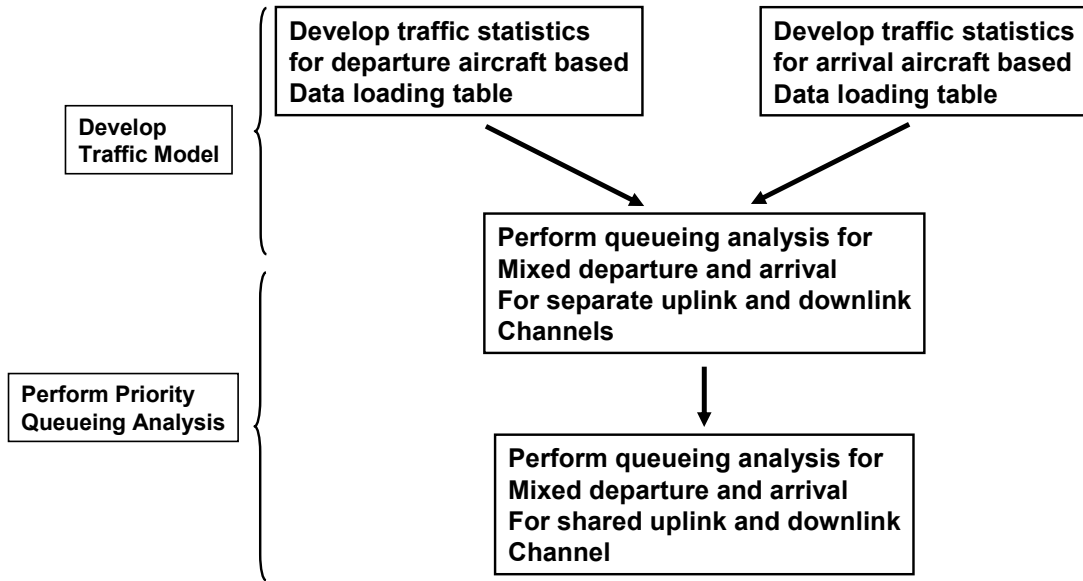 Develop traffic statistics
for departure aircraft based
Data loading table
Develop traffic statistics
for arrival aircraft based
Data loading table
Develop
Traffic Model
Perform queueing analysis for
Mixed departure and arrival
For separate uplink and downlink
Channels
Perform Priority
Queueing Analysis
Perform queueing analysis for
Mixed departure and arrival
For shared uplink and downlink
Channel